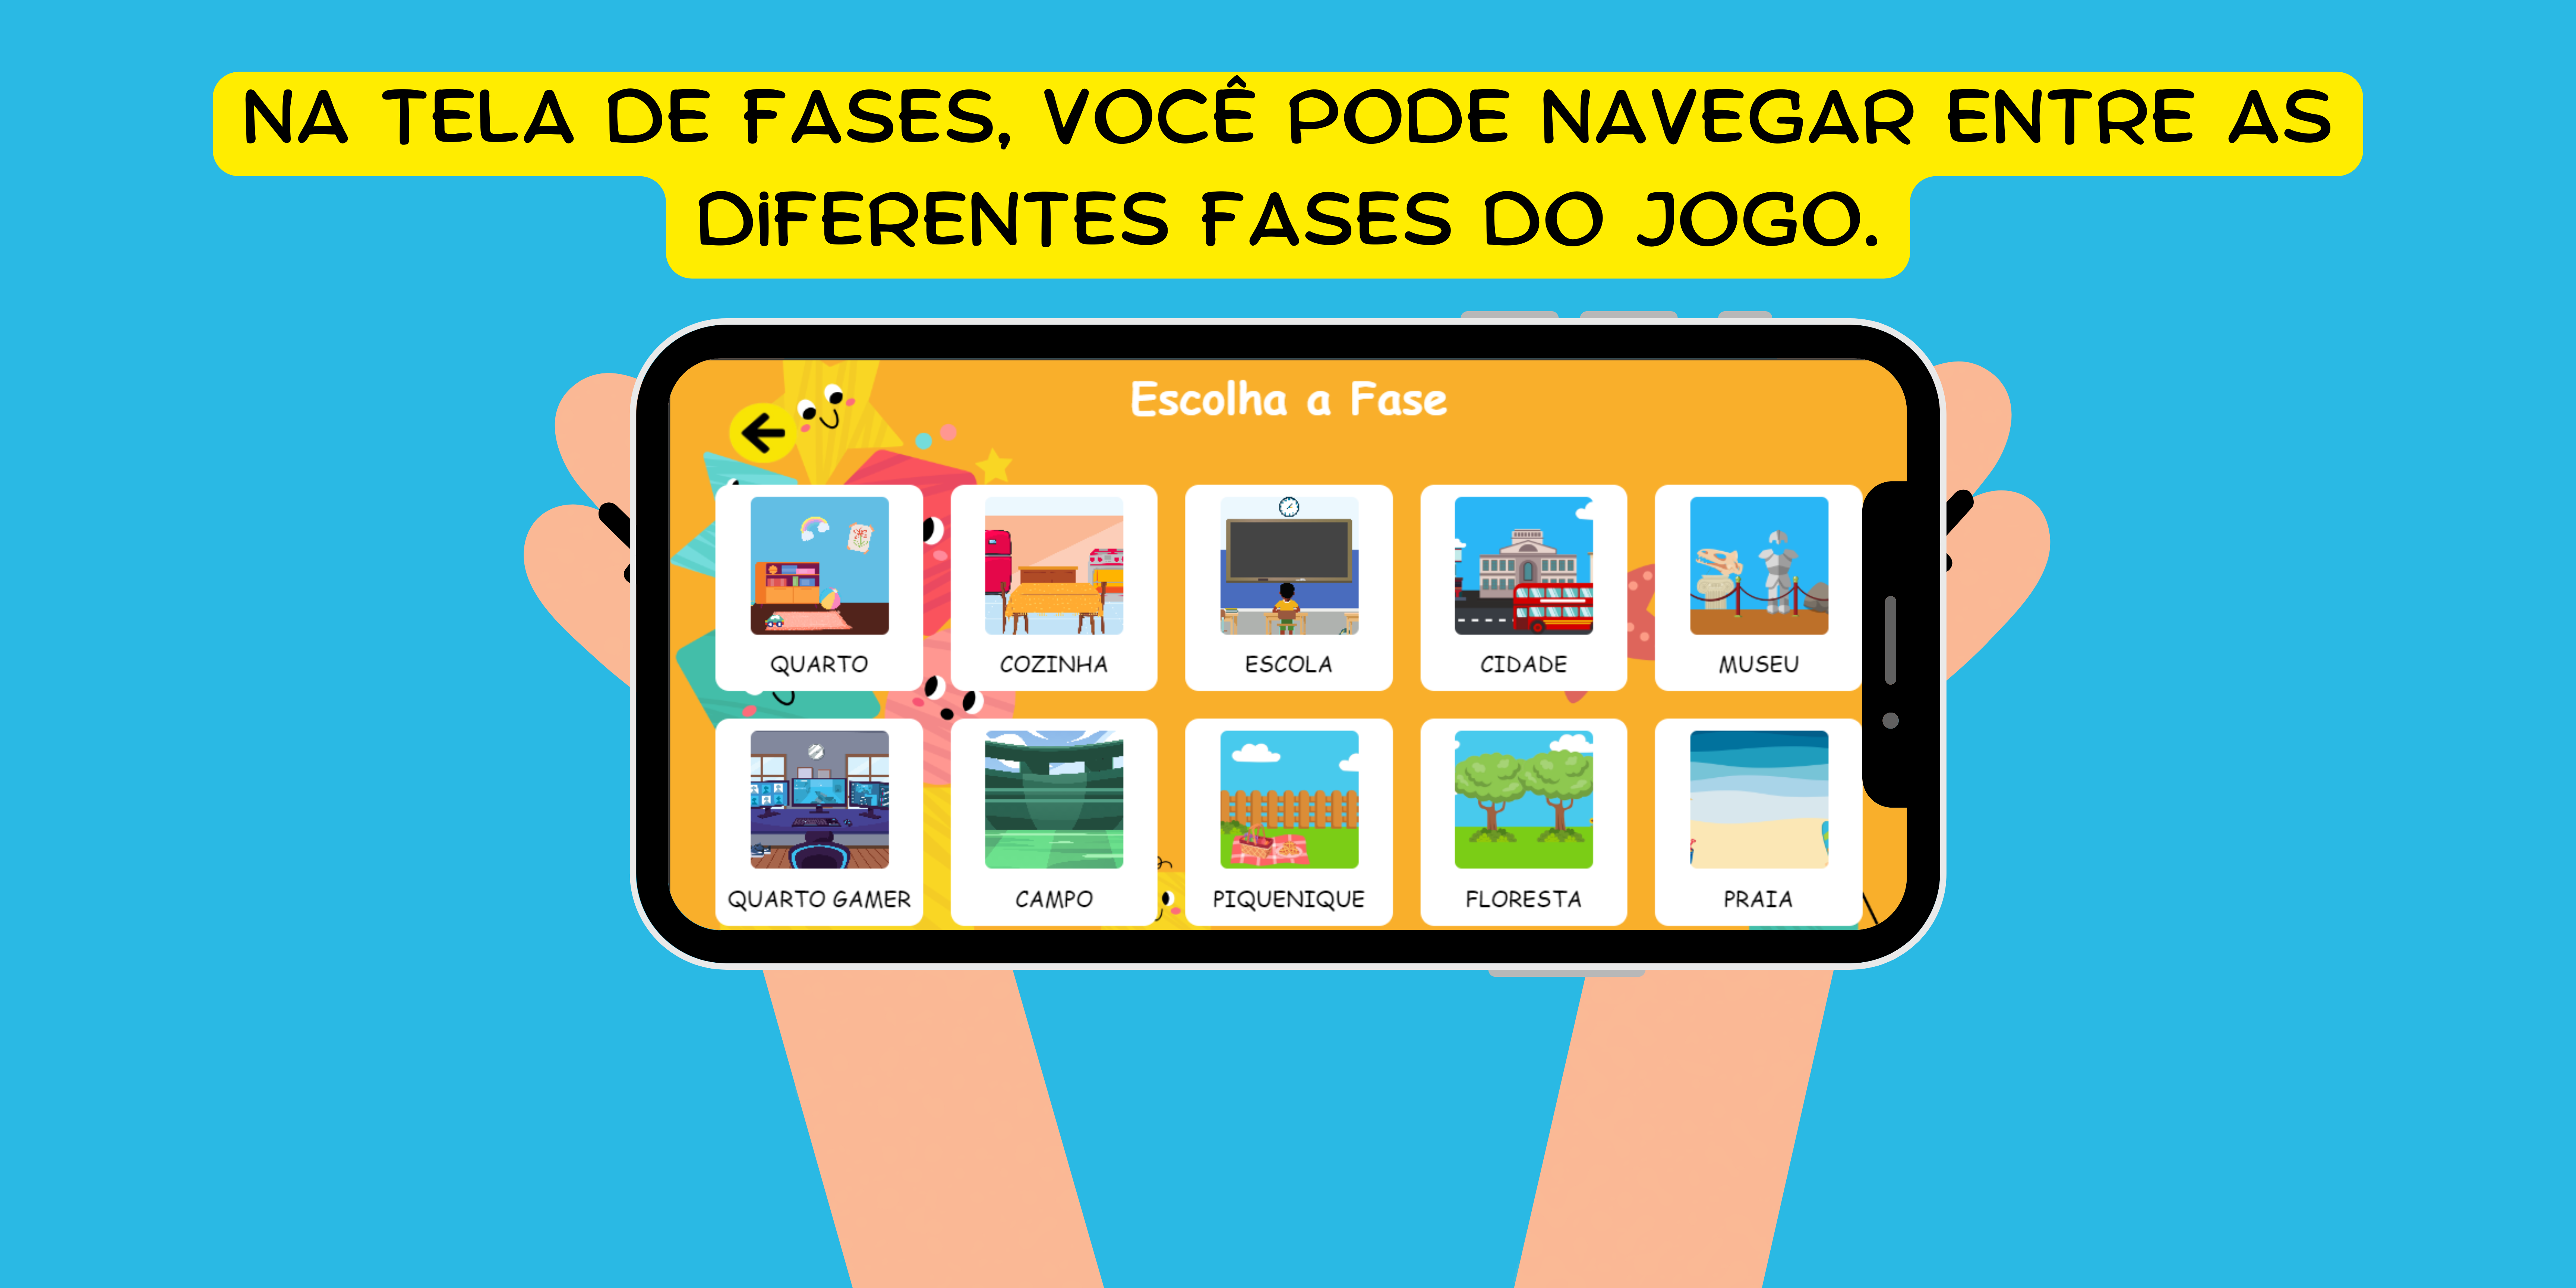 NA TELA DE FASES, VOCÊ PODE NAVEGAR ENTRE AS
DIFERENTES FASES DO JOGO.
Escolha a Fase
QUARTO
COZINHA
ESCOLA
CIDADE
MUSEU
QUARTO GAMER
CAMPO
PIQUENIQUE
FLORESTA
PRAIA